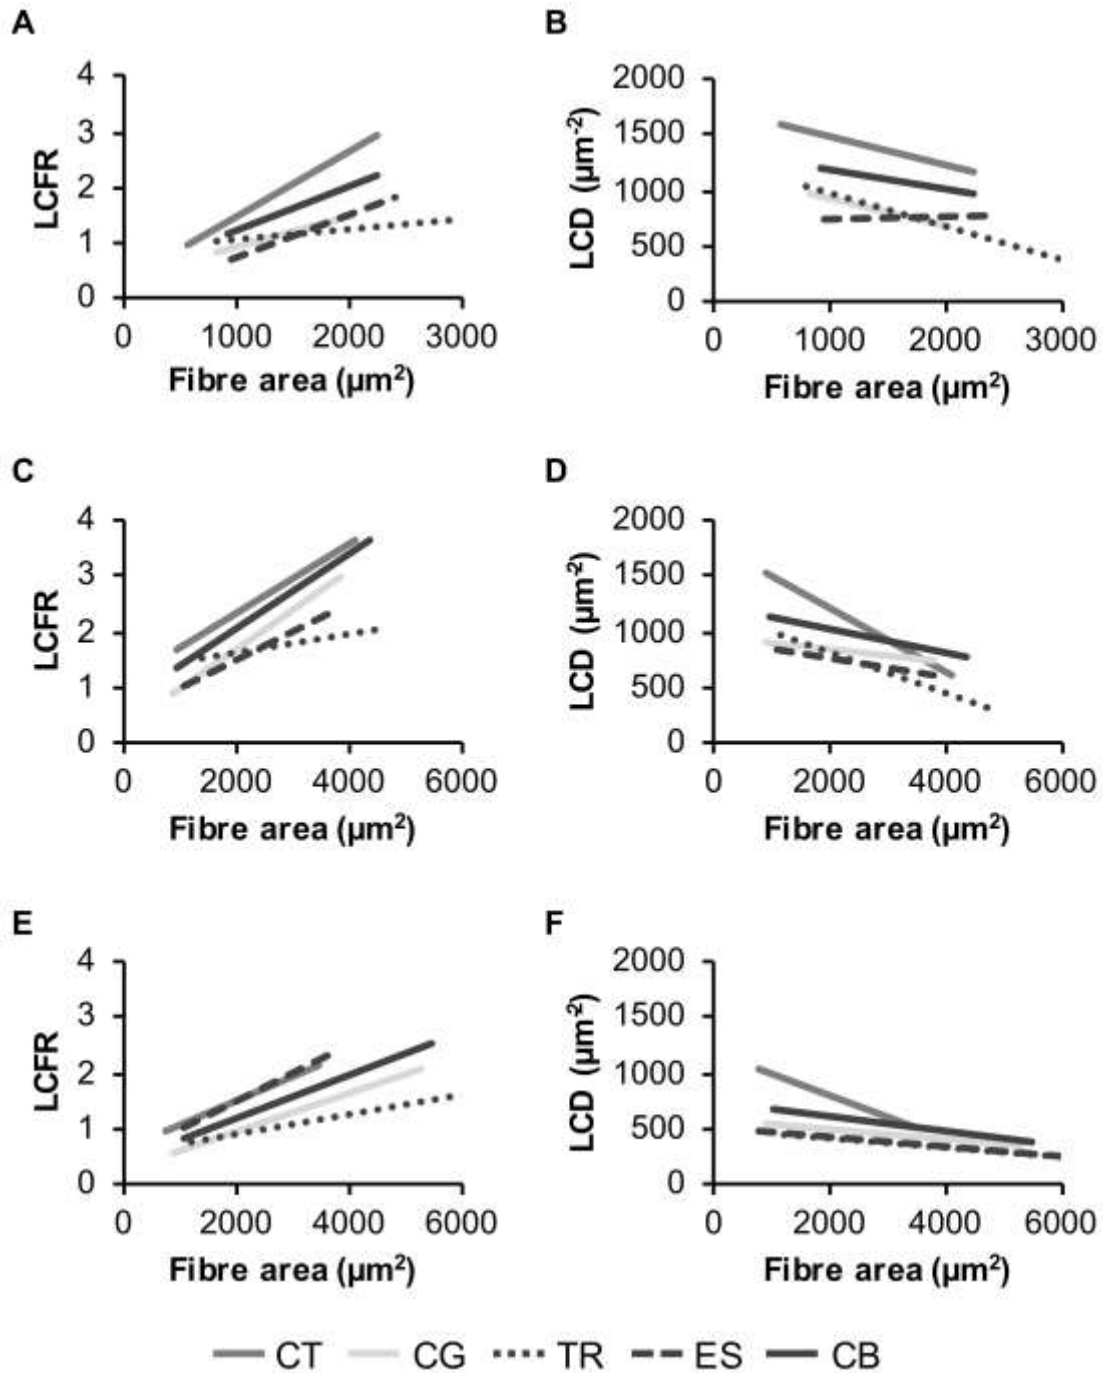 A
LCFR
4
3
2
1
0
0 1000 2000 3000
Fibre area (µm²)
B
LCD (µm⁻²)
2000
1500
1000
500
0
0 1000 2000 3000
Fibre area (µm²)
C
LCFR
4
3
2
1
0
0 2000 4000 6000
Fibre area (µm²)
D
LCD (µm⁻²)
2000
1500
1000
500
0
0 2000 4000 6000
Fibre area (µm²)
E
LCFR
4
3
2
1
0
0 2000 4000 6000
Fibre area (µm²)
F
LCD (µm⁻²)
2000
1500
1000
500
0
0 2000 4000 6000
Fibre area (µm²)
CT CG TR ES CB